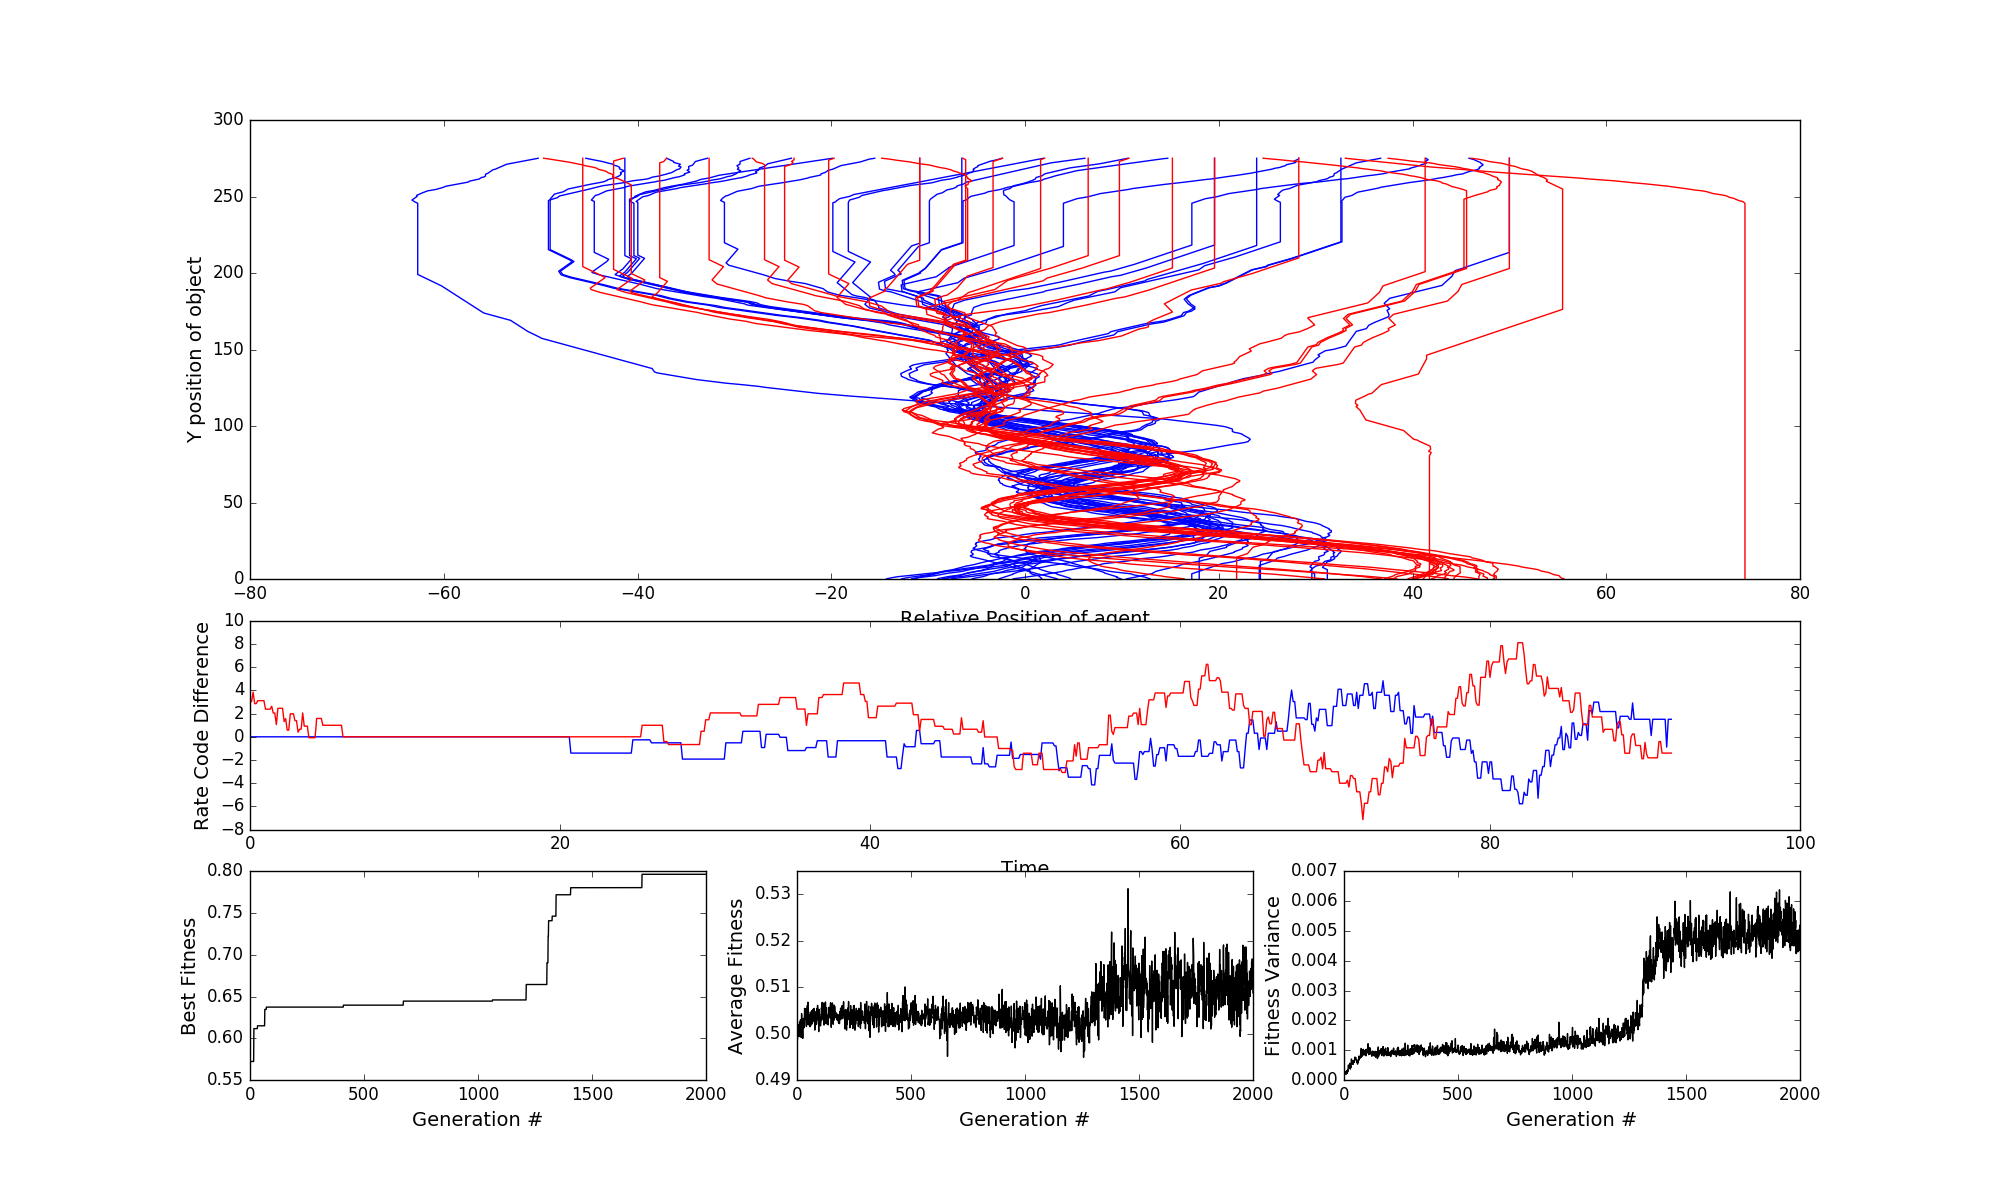 300
250
200
150
100
50
0
Y position of object
−80 −60 −40 −20 0 20 40 60 80
Relative Position of agent
10
8
6
4
2
0
−2
−4
−6
−8
Rate Code Difference
0 20 40 60 80 100
Time
0.80
0.75
0.70
0.65
0.60
0.55
Best Fitness
0 500 1000 1500 2000
Generation #
0.53
0.52
0.51
0.50
0.49
Average Fitness
0 500 1000 1500 2000
Generation #
0.007
0.006
0.005
0.004
0.003
0.002
0.001
0.000
Fitness Variance
0 500 1000 1500 2000
Generation #